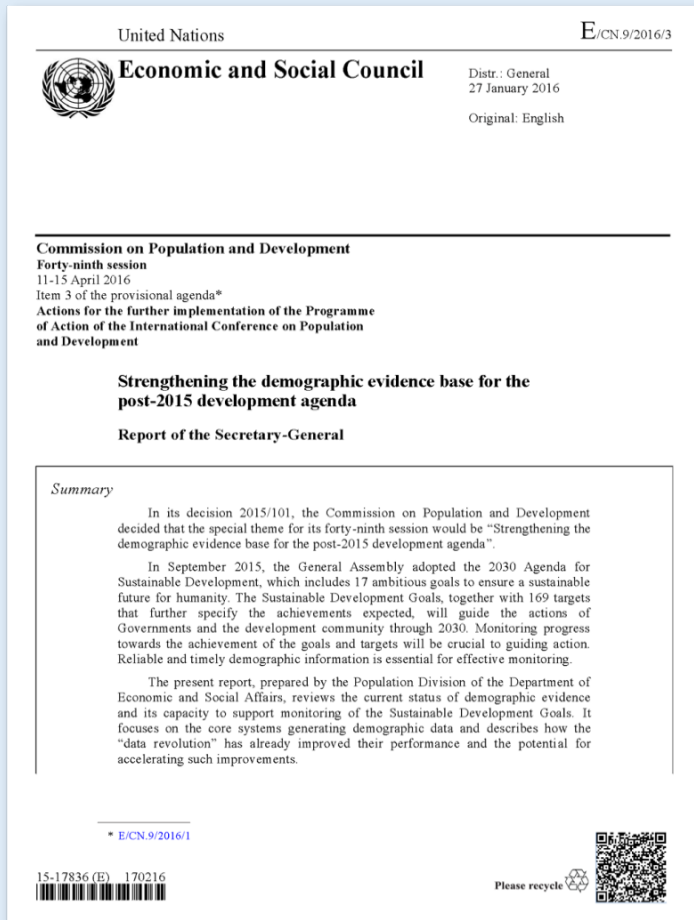 United Nations
E/CN.9/2016/3
Economic and Social Council
Distr.: General
27 January 2016
Original: English
Commission on Population and Development
Forty-ninth session
11-15 April 2016
Item 3 of the provisional agenda*
Actions for the further implementation of the Programme
of Action of the International Conference on Population
and Development
Strengthening the demographic evidence base for the
post-2015 development agenda
Report of the Secretary-General
Summary
In its decision 2015/101, the Commission on Population and Development
decided that the special theme for its forty-ninth session would be “Strengthening the
demographic evidence base for the post-2015 development agenda”.
In September 2015, the General Assembly adopted the 2030 Agenda for
Sustainable Development, which includes 17 ambitious goals to ensure a sustainable
future for humanity. The Sustainable Development Goals, together with 169 targets
that further specify the achievements expected, will guide the actions of
Governments and the development community through 2030. Monitoring progress
towards the achievement of the goals and targets will be crucial to guiding action.
Reliable and timely demographic information is essential for effective monitoring.
The present report, prepared by the Population Division of the Department of
Economic and Social Affairs, reviews the current status of demographic evidence
and its capacity to support monitoring of the Sustainable Development Goals. It
focuses on the core systems generating demographic data and describes how the
“data revolution” has already improved their performance and the potential for
accelerating such improvements.
* E/CN.9/2016/1
15-17836 (E) 170216
Please recycle